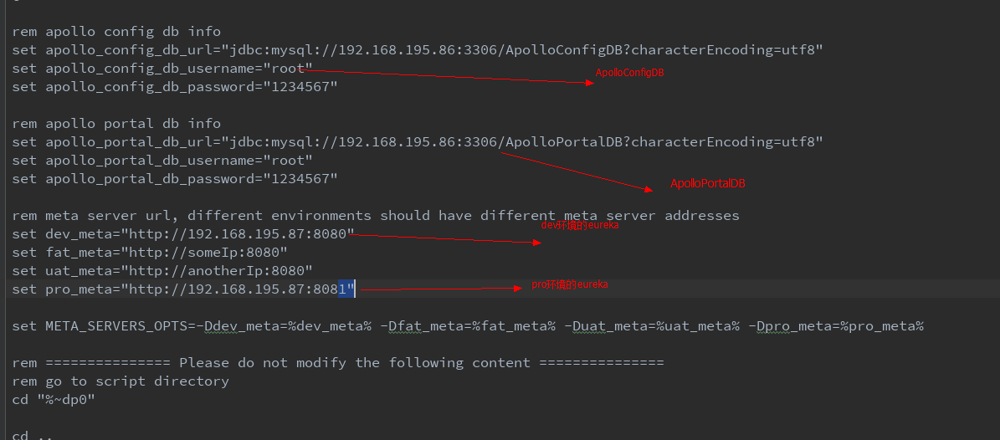 rem apollo config db info
set apollo_config_db_url="jdbc:mysql://192.168.195.86:3306/ApolloConfigDB?characterEncoding=utf8"
set apollo_config_db_username="root"
ApolloConfigDB
set apollo_config_db_password="1234567"
rem apollo portal db info
set apollo_portal_db_url="jdbc:mysql://192.168.195.86:3306/ApolloPortalDB?characterEncoding=utf8"
set apollo_portal_db_username="root"
set apollo_portal_db_password="1234567"
ApolloPortalDB
rem meta server url, different environments should have different meta server addresses
dev环境的eureka
set dev_meta="http://192.168.195.87:8080"
set fat_meta="http://someIp:8080"
set uat_meta="http://anotherIp:8080"
set pro_meta="http://192.168.195.87:8081"
pro环境的eureka
set META_SERVERS_OPTS=-Ddev_meta=%dev_meta% -Dfat_meta=%fat_meta% -Duat_meta=%uat_meta% -Dpro_meta=%pro_meta%
rem =============== Please do not modify the following content ===============
rem go to script directory
cd "%~dp0"
cd ..